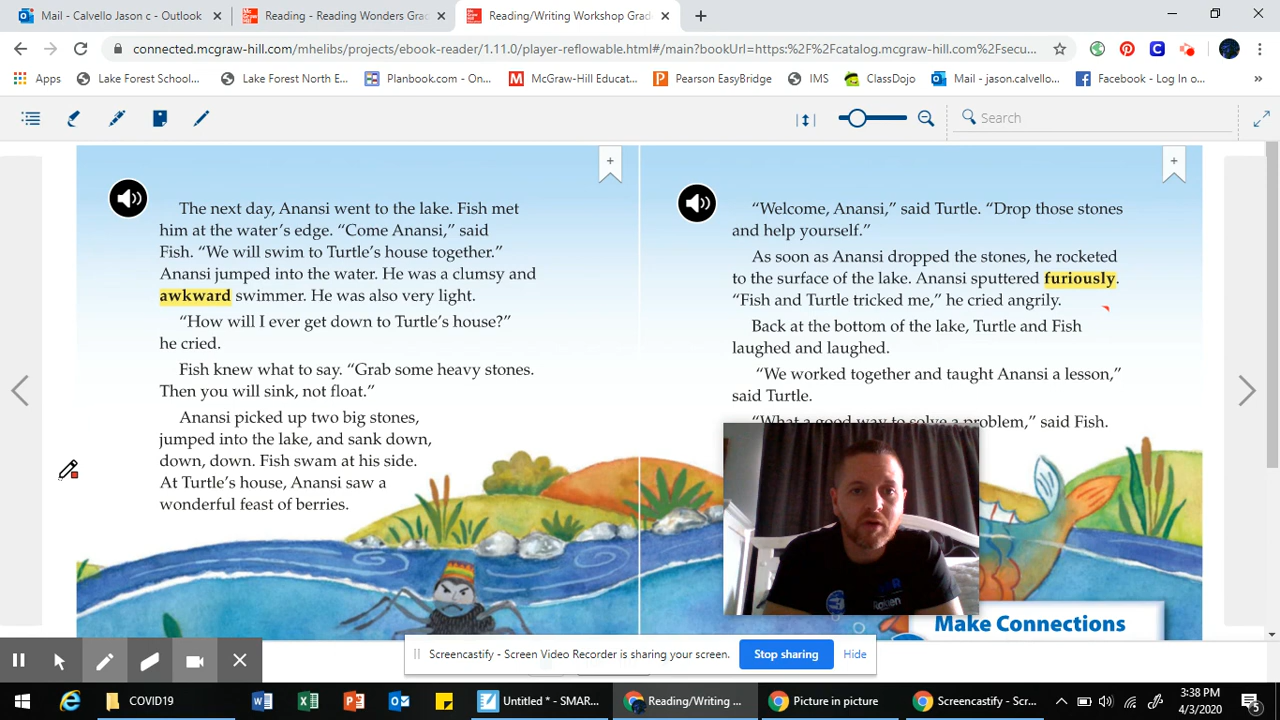 Mail - Calvello Jason c - Outlook
Reading - Reading Wonders Grad
Reading/Writing Workshop Grade
connected.mcgraw-hill.com/mhelibs/projects/ebook-reader/1.11.0/player-reflowable.html#/main?bookUrl=https:%2F%2Fcatalog.mcgraw-hill.com%2Fsecu...
Apps
Lake Forest School...
Lake Forest North E...
Planbook.com - On...
McGraw-Hill Educat...
Pearson EasyBridge
IMS
ClassDojo
Mail - jason.calvello...
Facebook - Log In o...
»
Search
The next day, Anansi went to the lake. Fish met
him at the water’s edge. “Come Anansi,” said
Fish. “We will swim to Turtle’s house together.”
Anansi jumped into the water. He was a clumsy and
awkward swimmer. He was also very light.
“How will I ever get down to Turtle’s house?”
he cried.
Fish knew what to say. “Grab some heavy stones.
Then you will sink, not float.”
Anansi picked up two big stones,
jumped into the lake, and sank down,
down, down. Fish swam at his side.
At Turtle’s house, Anansi saw a
wonderful feast of berries.
“Welcome, Anansi,” said Turtle. “Drop those stones
and help yourself.”
As soon as Anansi dropped the stones, he rocketed
to the surface of the lake. Anansi sputtered furiously.
“Fish and Turtle tricked me,” he cried angrily.
Back at the bottom of the lake, Turtle and Fish
laughed and laughed.
“We worked together and taught Anansi a lesson,”
said Turtle.
“What a good way to solve a problem,” said Fish.
Make Connections
Screencastify - Screen Video Recorder is sharing your screen.
Stop sharing
Hide
COVID19
Untitled * - SMAR...
Reading/Writing ...
Picture in picture
Screencastify - Scr...
3:38 PM
4/3/2020
5